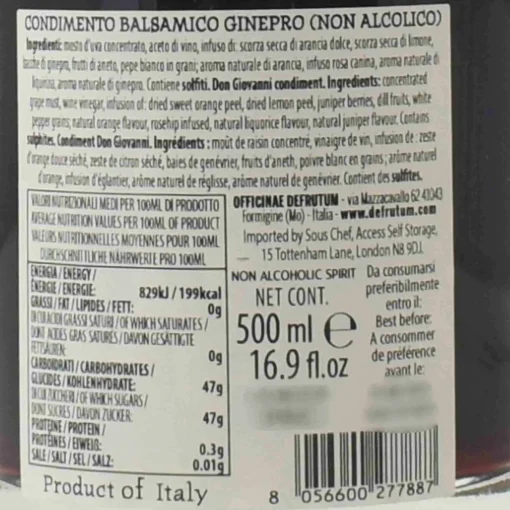 CONDIMENTO BALSAMICO GINEPRO (NON ALCOLICO)
Ingredienti: mosto d'uva concentrato, aceto di vino, infuso di: scorza secca di arancia dolce, scorza secca di limone,
bacche di ginepro, frutti di aneto, pepe bianco in grani; aroma naturale di arancia, infuso rosa canina, aroma naturale di
liquirizia, aroma naturale di ginepro. Contiene solfiti. Don Giovanni condiment. Ingredients: concentrated
grape must, wine vinegar, infusion of: dried sweet orange peel, dried lemon peel, juniper berries, dill fruits, white
pepper grains; natural orange flavour, rosehip infused, natural liquorice flavour, natural juniper flavour. Contains
sulphites. Condiment Don Giovanni. Ingrédients : moût de raisin concentré, vinaigre de vin, infusion de : zeste
d'orange douce séché, zeste de citron séché, baies de genévrier, fruits d'aneth, poivre blanc en grains ; arôme naturel
d'orange, infusion d'églantier, arôme naturel de réglisse, arôme naturel de genévrier. Contient des sulfites.
VALORI NUTRIZIONALI MEDI PER 100ML DI PRODOTTO
AVERAGE NUTRITION VALUES PER 100ML OF PRODUCT
VALEURS NUTRITIONNELLES MOYENNES POUR 100ML
DURCHSCHNITTLICHE NÄHRWERTE PRO 100ML
ENERGIA / ENERGY /
ÉNERGIE / ENERGIE: 829kJ / 199kcal
GRASSI / FAT / LIPIDES / FETT: 0g
DI CUI ACIDI GRASSI SATURI / OF WHICH SATURATES /
DONT ACIDES GRAS SATURÉS / DAVON GESÄTTIGTE
FETTSÄUREN: 0g
CARBOIDRATI / CARBOHYDRATES /
GLUCIDES / KOHLENHYDRATE: 47g
DI CUI ZUCCHERI / OF WHICH SUGARS /
DONT SUCRES / DAVON ZUCKER: 47g
PROTEINE / PROTEIN /
PROTÉINES / EIWEIß: 0.3g
SALE / SALT / SEL / SALZ: 0.01g
Product of Italy
OFFICINAE DEFRUTUM - via Mazzacavallo 62 41043
Formigine (Mo) - Italia - www.defrutum.com
Imported by Sous Chef, Access Self Storage,
15 Tottenham Lane, London N8 9DJ.
NON ALCOHOLIC SPIRIT
NET CONT.
500 ml e
16.9 fl.oz
Da consumarsi
preferibilmente
entro il:
Best before:
A consommer
de préférence
avant le:
8 056600 277887